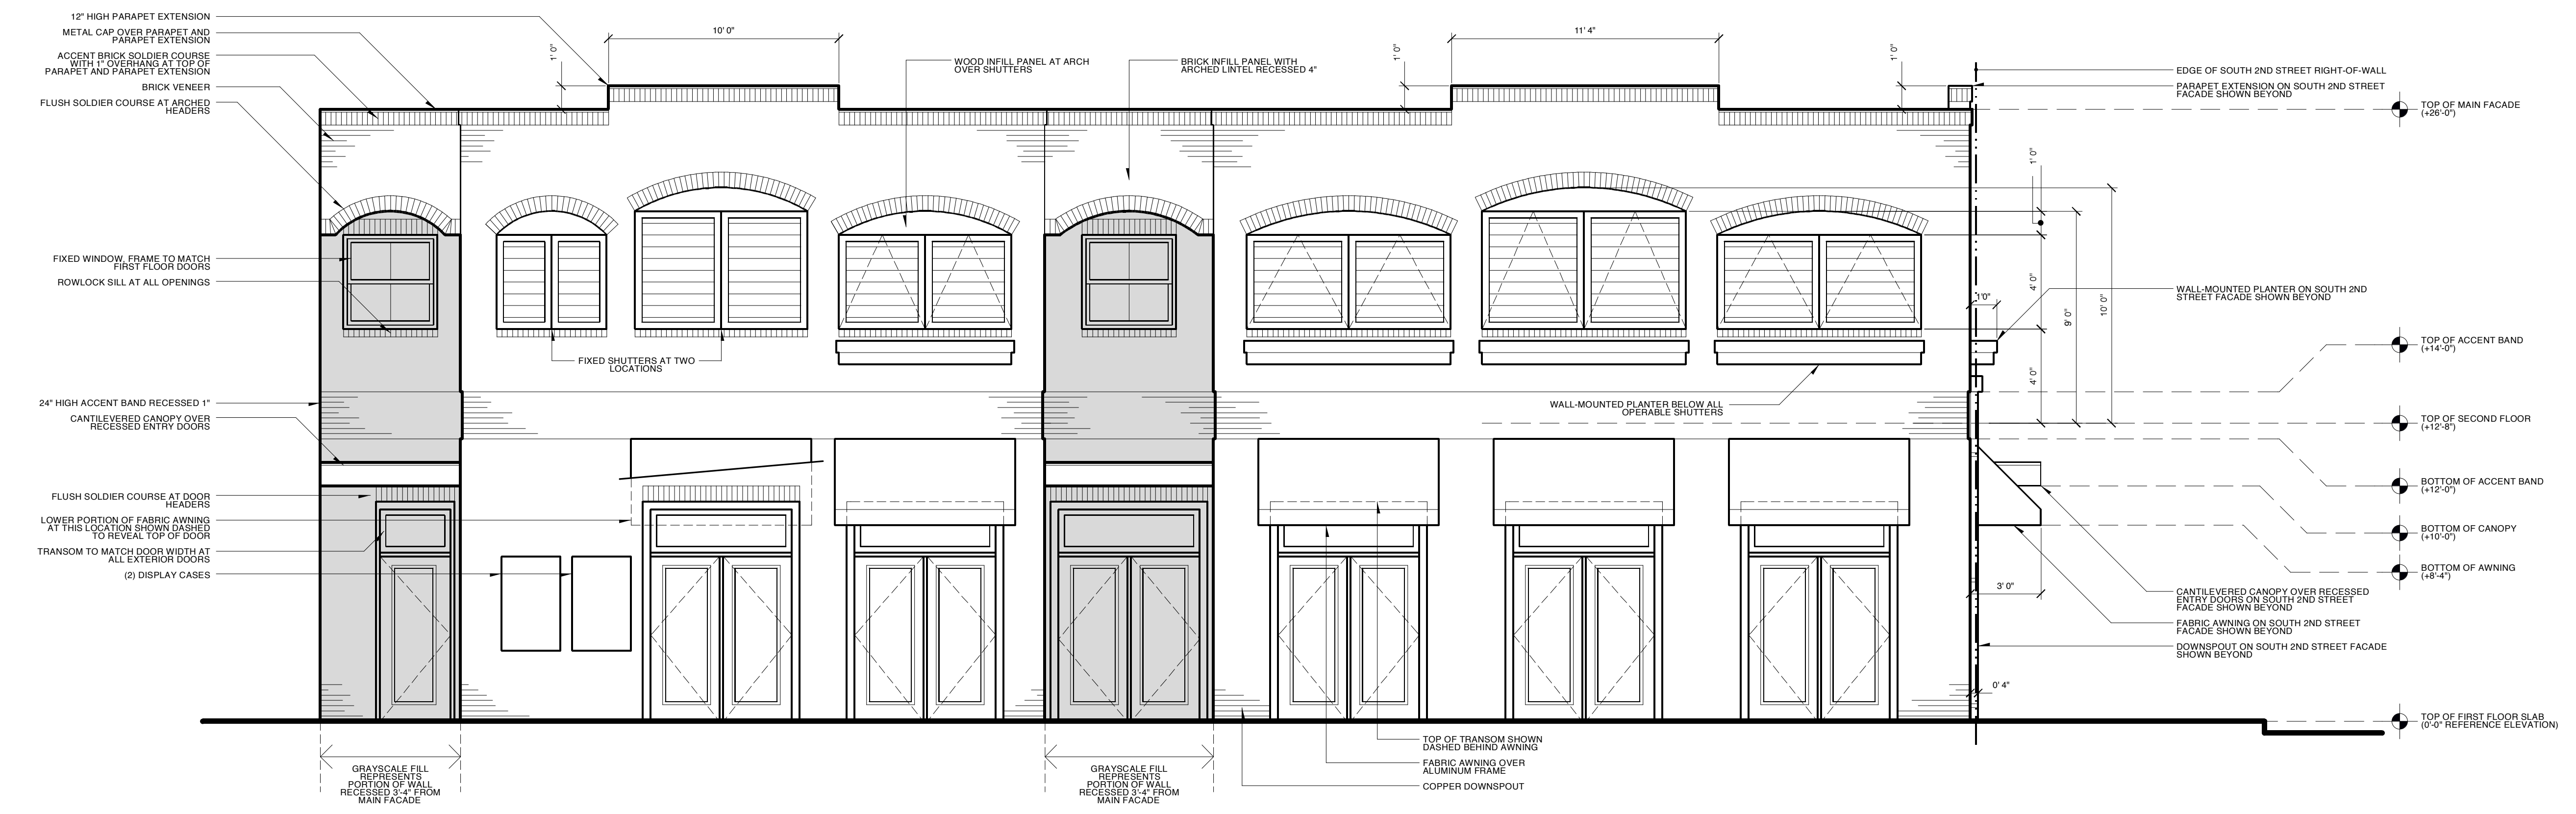 12" HIGH PARAPET EXTENSION
METAL CAP OVER PARAPET AND
PARAPET EXTENSION
ACCENT BRICK SOLDIER COURSE
WITH 1" OVERHANG AT TOP OF
PARAPET AND PARAPET EXTENSION
BRICK VENEER
FLUSH SOLDIER COURSE AT ARCHED
HEADERS
FIXED WINDOW, FRAME TO MATCH
FIRST FLOOR DOORS
ROWLOCK SILL AT ALL OPENINGS
24" HIGH ACCENT BAND RECESSED 1"
CANTILEVERED CANOPY OVER
RECESSED ENTRY DOORS
FLUSH SOLDIER COURSE AT DOOR
HEADERS
LOWER PORTION OF FABRIC AWNING
AT THIS LOCATION SHOWN DASHED
TO REVEAL TOP OF DOOR
TRANSOM TO MATCH DOOR WIDTH AT
ALL EXTERIOR DOORS
(2) DISPLAY CASES
GRAYSCALE FILL
REPRESENTS
PORTION OF WALL
RECESSED 3'-4" FROM
MAIN FACADE
1' 0"
10' 0"
WOOD INFILL PANEL AT ARCH
OVER SHUTTERS
BRICK INFILL PANEL WITH
ARCHED LINTEL RECESSED 4"
1' 0"
11' 4"
1' 0"
FIXED SHUTTERS AT TWO
LOCATIONS
WALL-MOUNTED PLANTER BELOW ALL
OPERABLE SHUTTERS
GRAYSCALE FILL
REPRESENTS
PORTION OF WALL
RECESSED 3'-4" FROM
MAIN FACADE
TOP OF TRANSOM SHOWN
DASHED BEHIND AWNING
FABRIC AWNING OVER
ALUMINUM FRAME
COPPER DOWNSPOUT
1' 0"
4' 0"
4' 0"
9' 0"
10' 0"
1'0"
3' 0"
0' 4"
EDGE OF SOUTH 2ND STREET RIGHT-OF-WALL
PARAPET EXTENSION ON SOUTH 2ND STREET
FACADE SHOWN BEYOND
WALL-MOUNTED PLANTER ON SOUTH 2ND
STREET FACADE SHOWN BEYOND
CANTILEVERED CANOPY OVER RECESSED
ENTRY DOORS ON SOUTH 2ND STREET
FACADE SHOWN BEYOND
FABRIC AWNING ON SOUTH 2ND STREET
FACADE SHOWN BEYOND
DOWNSPOUT ON SOUTH 2ND STREET FACADE
SHOWN BEYOND
TOP OF MAIN FACADE
(+26'-0")
TOP OF ACCENT BAND
(+14'-0")
TOP OF SECOND FLOOR
(+12'-8")
BOTTOM OF ACCENT BAND
(+12'-0")
BOTTOM OF CANOPY
(+10'-0")
BOTTOM OF AWNING
(+8'-4")
TOP OF FIRST FLOOR SLAB
(0'-0" REFERENCE ELEVATION)